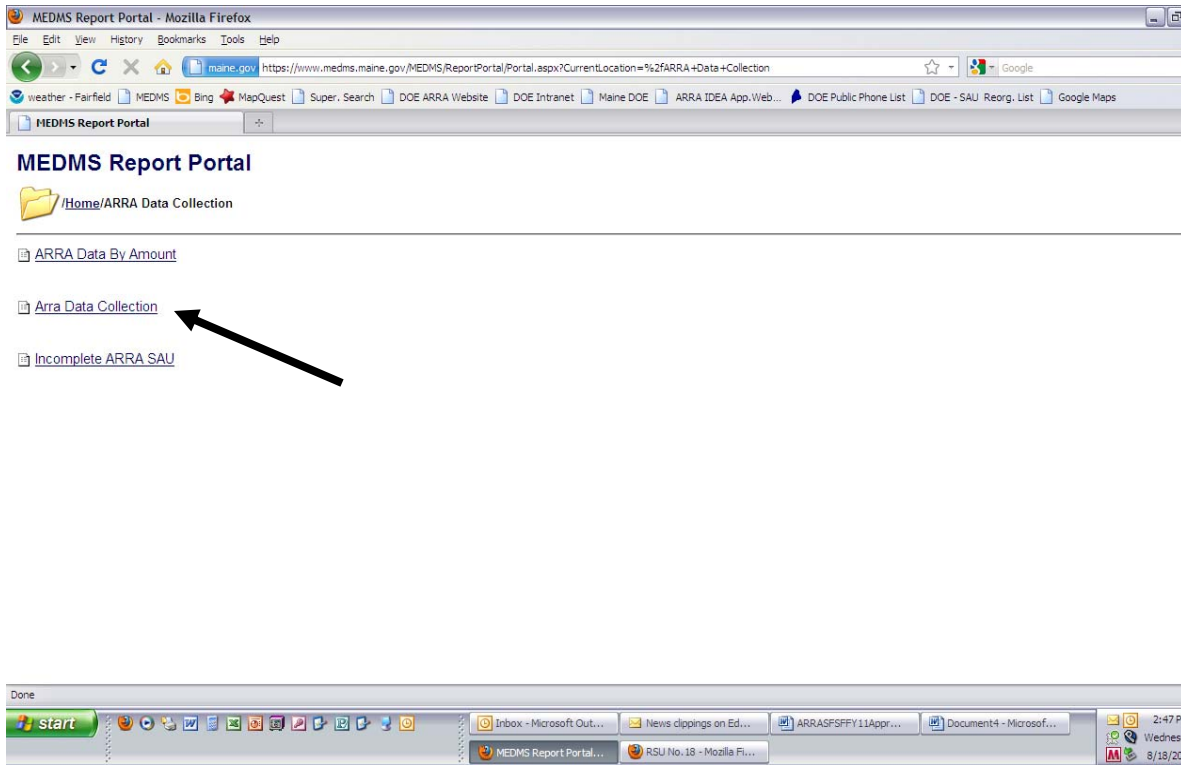 MEDMS Report Portal - Mozilla Firefox
File Edit View History Bookmarks Tools Help
maine.gov https://www.medms.maine.gov/MEDMS/ReportPortal/Portal.aspx?CurrentLocation=%2fARRA+Data+Collection Google
weather - Fairfield MEDMS Bing MapQuest Super. Search DOE ARRA Website DOE Intranet Maine DOE ARRA IDEA App.Web... DOE Public Phone List DOE - SAU Reorg. List Google Maps
MEDMS Report Portal
MEDMS Report Portal
/Home/ARRA Data Collection
ARRA Data By Amount
Arra Data Collection
Incomplete ARRA SAU
Done
start Inbox - Microsoft Out... News clippings on Ed... ARRASFSFFY11Appr... Document4 - Microsof... 2:47 P
MEDMS Report Portal... RSU No. 18 - Mozilla Fi... Wednes
8/18/20